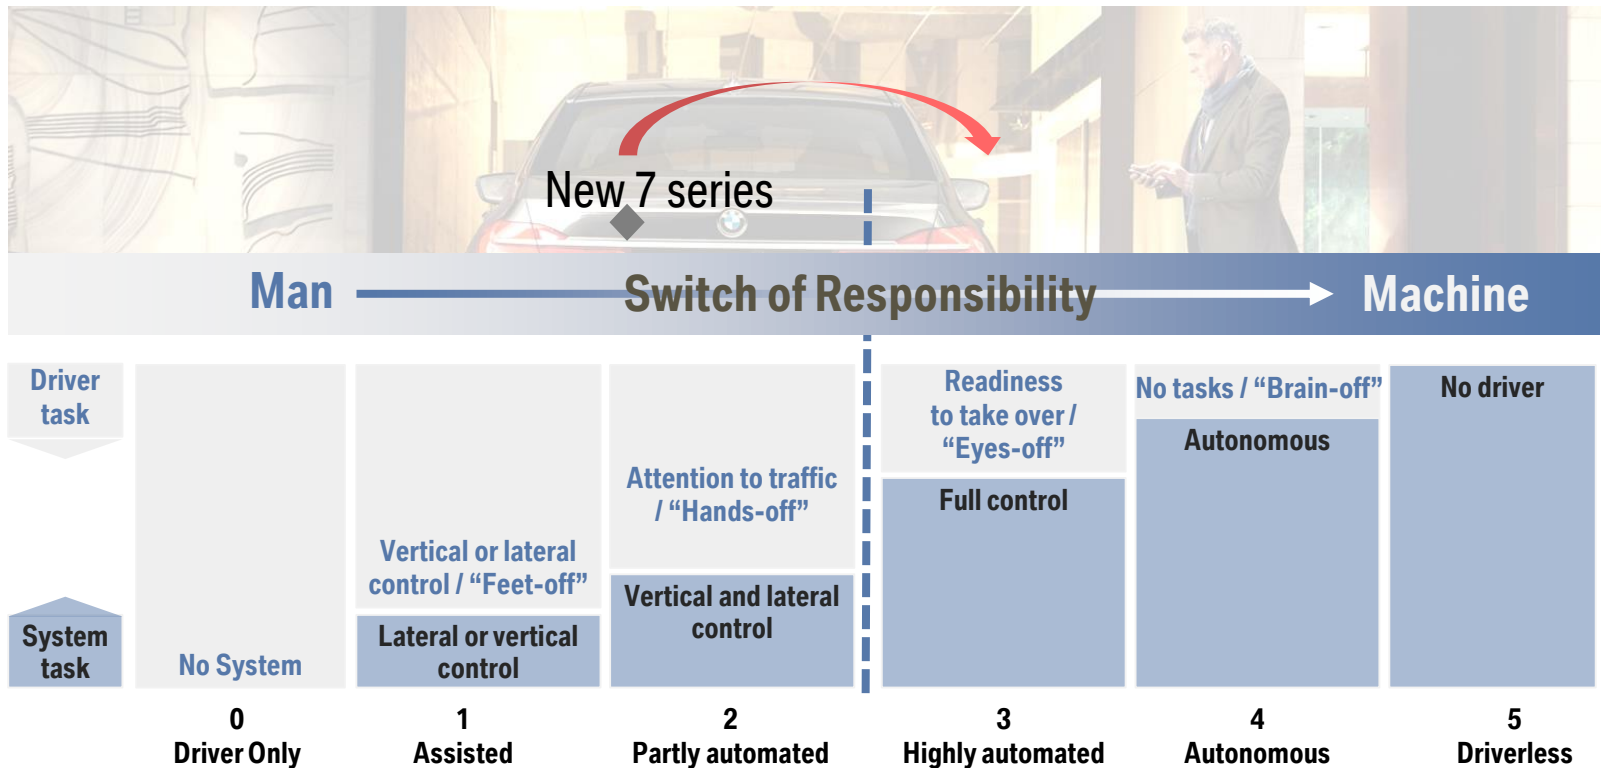 New 7 series
Man
Switch of Responsibility
Machine
Driver
task
System
task
No System
Vertical or lateral
control / “Feet-off”
Lateral or vertical
control
Attention to traffic
/ “Hands-off”
Vertical and lateral
control
Readiness
to take over /
“Eyes-off”
Full control
No tasks / “Brain-off”
Autonomous
No driver
0
Driver Only
1
Assisted
2
Partly automated
3
Highly automated
4
Autonomous
5
Driverless